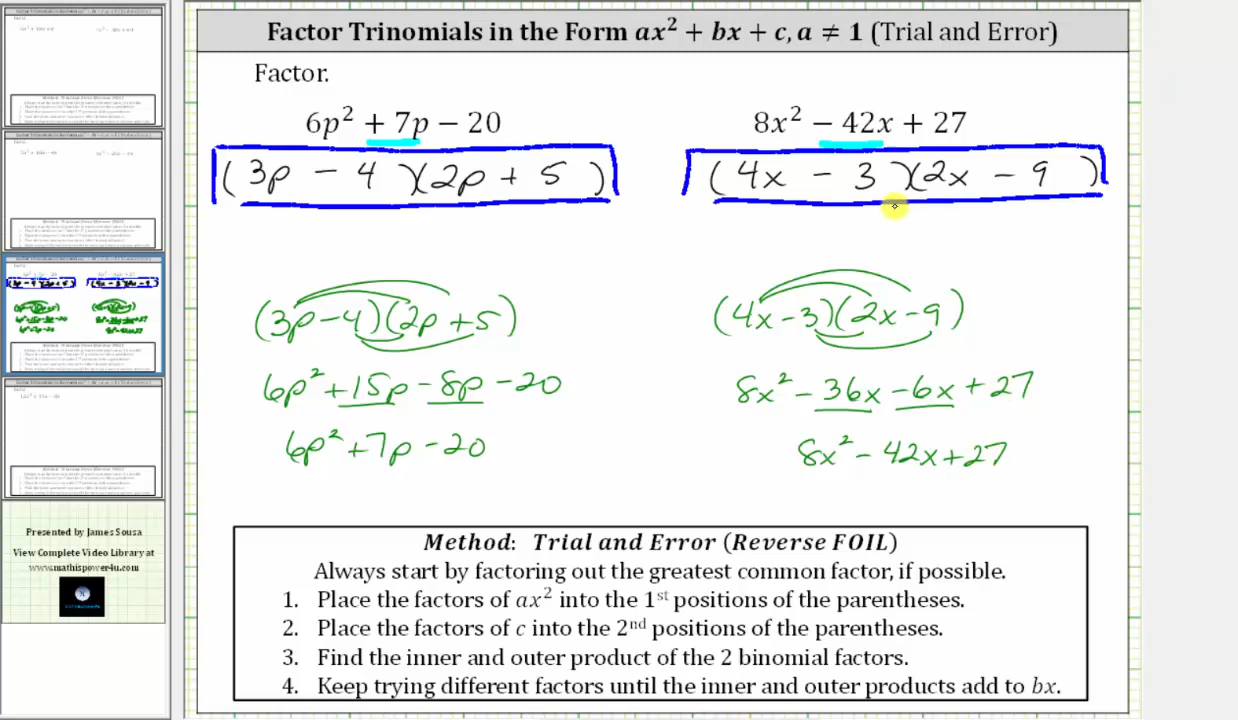 Factor Trinomials in the Form ax² + bx + c, a ≠ 1 (Trial and Error)
Factor.
6p² + 7p − 20
8x² − 42x + 27
(3p − 4)(2p + 5)
(4x − 3)(2x − 9)
(3p−4)(2p+5)
(4x−3)(2x−9)
6p² +15p −8p −20
8x² − 36x −6x +27
6p² +7p −20
8x² − 42x+27
Method: Trial and Error (Reverse FOIL)
Always start by factoring out the greatest common factor, if possible.
1. Place the factors of ax² into the 1st positions of the parentheses.
2. Place the factors of c into the 2nd positions of the parentheses.
3. Find the inner and outer product of the 2 binomial factors.
4. Keep trying different factors until the inner and outer products add to bx.
Presented by James Sousa
View Complete Video Library at
www.mathispower4u.com